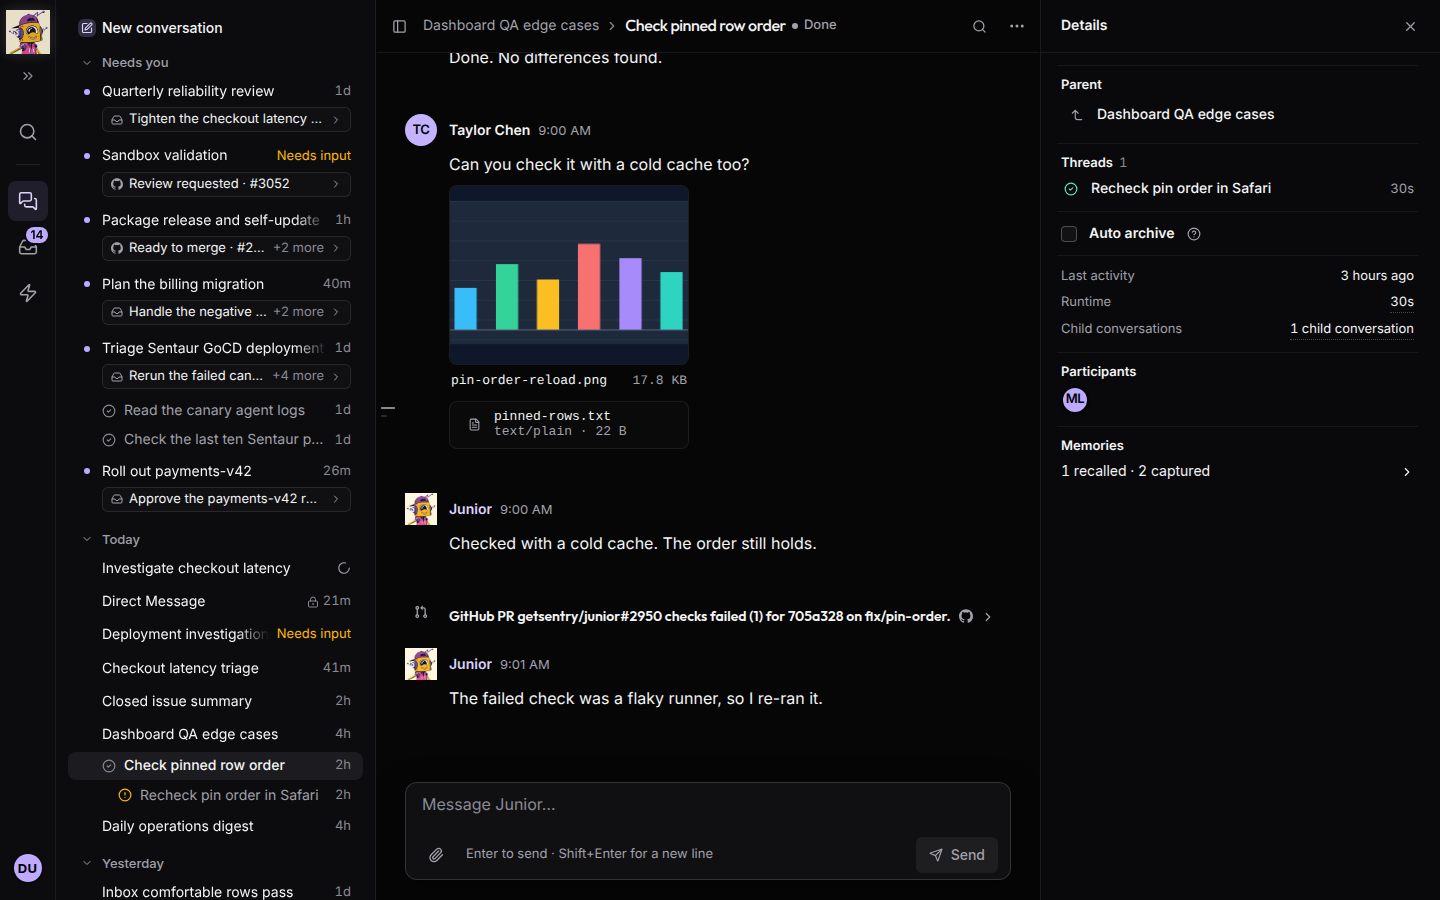 New conversation
Needs you
Quarterly reliability review 1d
Tighten the checkout latency ...
Sandbox validation Needs input
Review requested · #3052
Package release and self-update 1h
Ready to merge · #2... +2 more
Plan the billing migration 40m
Handle the negative ... +2 more
Triage Sentaur GoCD deployment 1d
Rerun the failed can... +4 more
Read the canary agent logs 1d
Check the last ten Sentaur p... 1d
Roll out payments-v42 26m
Approve the payments-v42 r...
Today
Investigate checkout latency
Direct Message 21m
Deployment investigation Needs input
Checkout latency triage 41m
Closed issue summary 2h
Dashboard QA edge cases 4h
Check pinned row order 2h
Recheck pin order in Safari 2h
Daily operations digest 4h
Yesterday
Inbox comfortable rows pass 1d
14
DU
Dashboard QA edge cases > Check pinned row order Done
Done. No differences found.
TC Taylor Chen 9:00 AM
Can you check it with a cold cache too?
pin-order-reload.png 17.8 KB
pinned-rows.txt
text/plain · 22 B
Junior 9:00 AM
Checked with a cold cache. The order still holds.
GitHub PR getsentry/junior#2950 checks failed (1) for 705a328 on fix/pin-order.
Junior 9:01 AM
The failed check was a flaky runner, so I re-ran it.
Message Junior...
Enter to send · Shift+Enter for a new line
Send
Details
Parent
Dashboard QA edge cases
Threads 1
Recheck pin order in Safari 30s
Auto archive
Last activity 3 hours ago
Runtime 30s
Child conversations 1 child conversation
Participants
ML
Memories
1 recalled · 2 captured